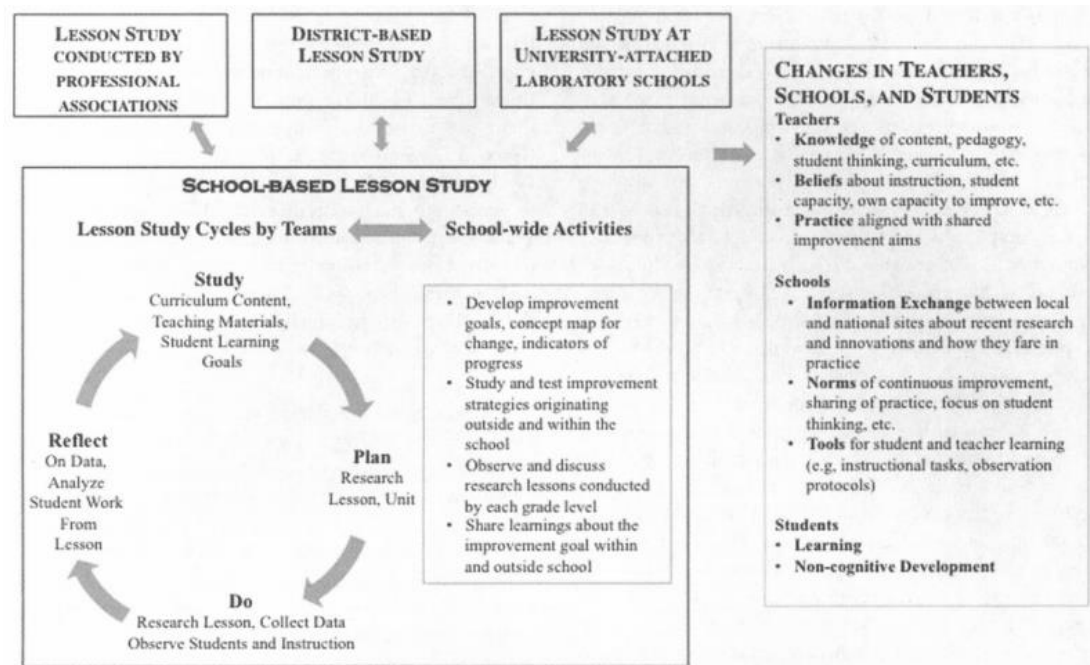 LESSON STUDY
CONDUCTED BY
PROFESSIONAL
ASSOCIATIONS
DISTRICT-BASED
LESSON STUDY
LESSON STUDY AT
UNIVERSITY-ATTACHED
LABORATORY SCHOOLS
SCHOOL-BASED LESSON STUDY
Lesson Study Cycles by Teams
School-wide Activities
Study
Curriculum Content,
Teaching Materials,
Student Learning
Goals
Plan
Research
Lesson, Unit
Do
Research Lesson, Collect Data
Observe Students and Instruction
Reflect
On Data,
Analyze
Student Work
From
Lesson
• Develop improvement
goals, concept map for
change, indicators of
progress
• Study and test improvement
strategies originating
outside and within the
school
• Observe and discuss
research lessons conducted
by each grade level
• Share learnings about the
improvement goal within
and outside school
CHANGES IN TEACHERS,
SCHOOLS, AND STUDENTS
Teachers
• Knowledge of content, pedagogy,
student thinking, curriculum, etc.
• Beliefs about instruction, student
capacity, own capacity to improve, etc.
• Practice aligned with shared
improvement aims
Schools
• Information Exchange between local
and national sites about recent research
and innovations and how they fare in
practice
• Norms of continuous improvement,
sharing of practice, focus on student
thinking, etc.
• Tools for student and teacher learning
(e.g, instructional tasks, observation
protocols)
Students
• Learning
• Non-cognitive Development